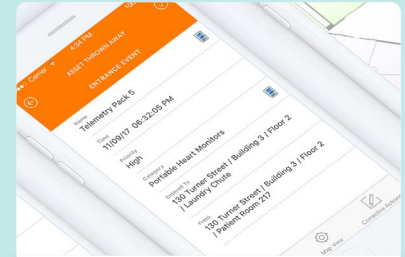 Carrier 4:34 PM 100
ASSET THROWN AWAY
ENTRANCE EVENT
Name
Telemetry Pack 5
Time
11/09/17 06:32:05 PM
Priority
High
Category
Portable Heart Monitors
Entered To
130 Turner Street / Building 3 / Floor 2
/ Laundry Chute
From
130 Turner Street / Building 3 / Floor 2
/ Patient Room 217
Map View
Corrective Actions